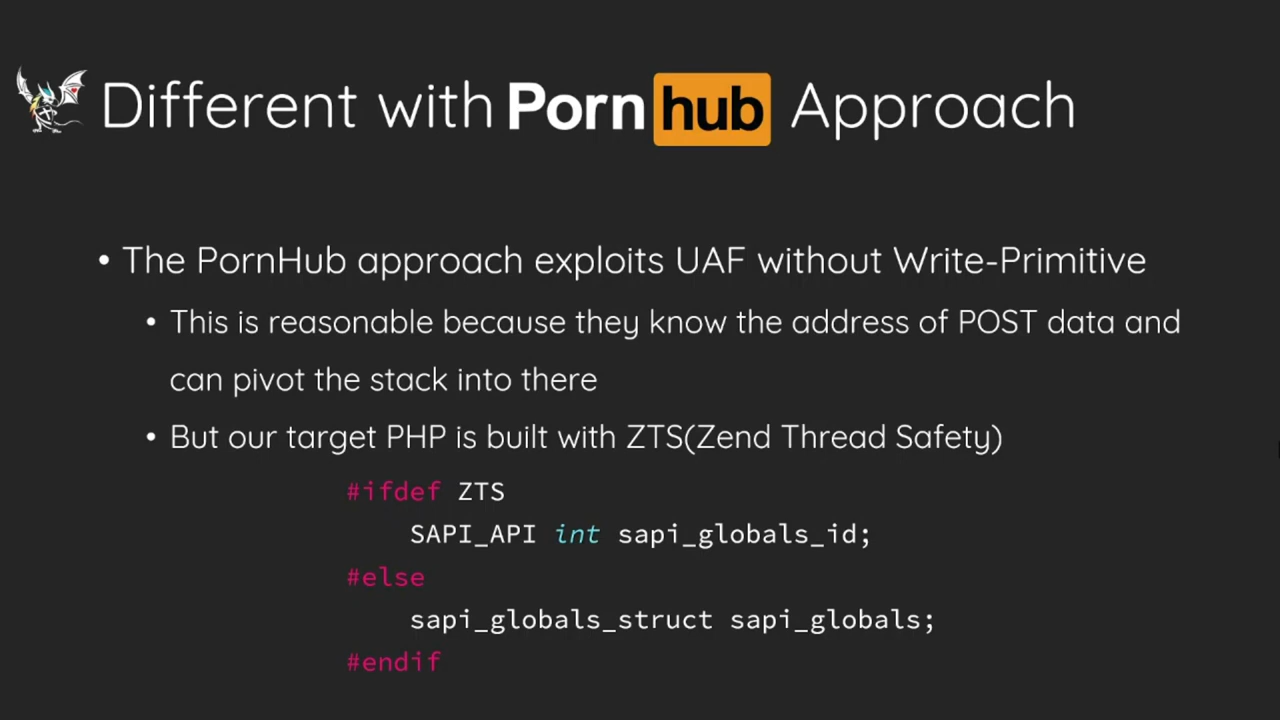 Different with Porn hub Approach
• The PornHub approach exploits UAF without Write-Primitive
• This is reasonable because they know the address of POST data and
can pivot the stack into there
• But our target PHP is built with ZTS(Zend Thread Safety)
#ifdef ZTS
SAPI_API int sapi_globals_id;
#else
sapi_globals_struct sapi_globals;
#endif